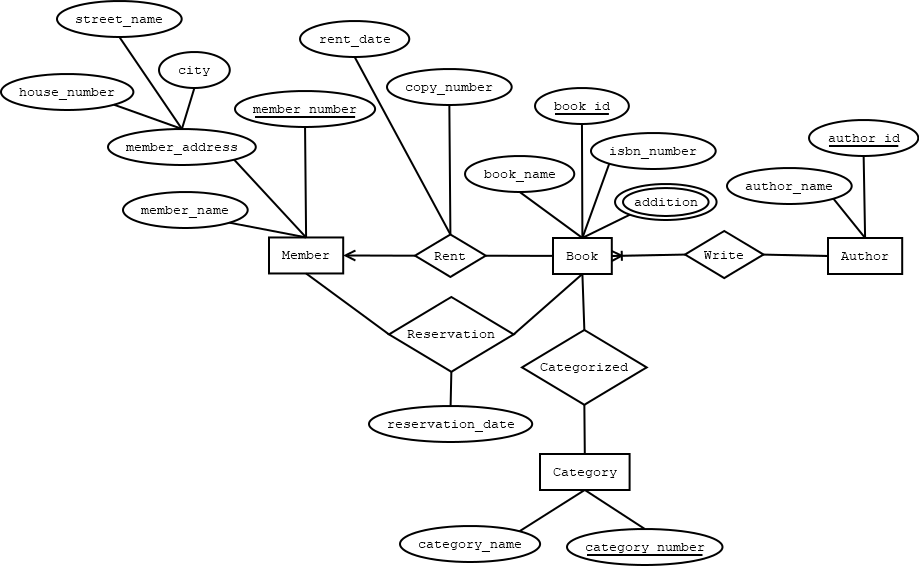 street_name
rent_date
city
house_number
copy_number
member_number
book_id
author_id
member_address
isbn_number
book_name
author_name
addition
member_name
Member
Rent
Book
Write
Author
Reservation
Categorized
reservation_date
Category
category_name
category_number